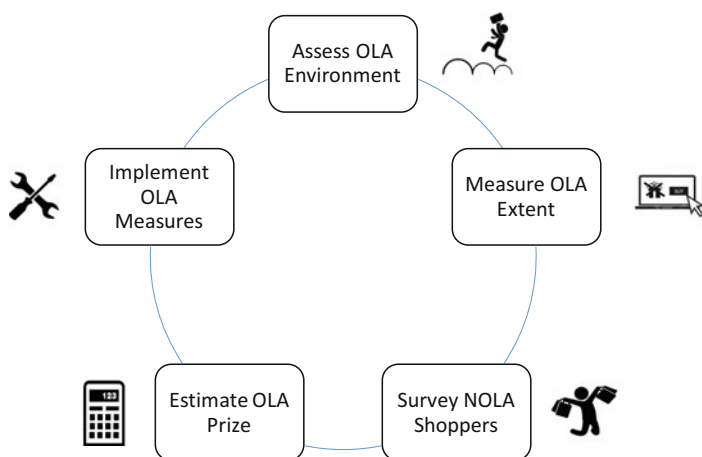 Assess OLA
Environment
Measure OLA
Extent
Survey NOLA
Shoppers
Estimate OLA
Prize
Implement
OLA
Measures
123